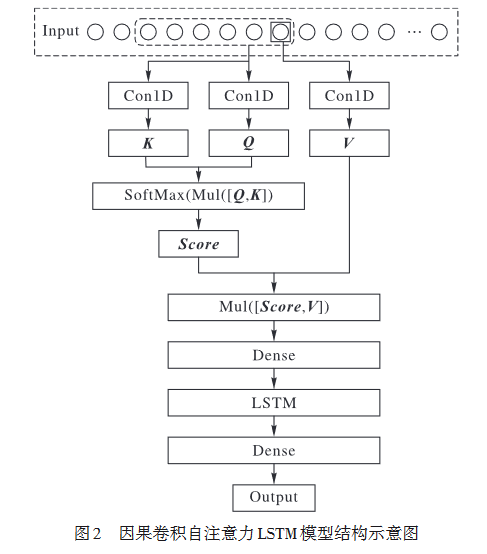 Input ...
Con1D Con1D Con1D
K Q V
SoftMax(Mul([Q,K])
Score
Mul([Score,V])
Dense
LSTM
Dense
Output
图2 因果卷积自注意力LSTM模型结构示意图